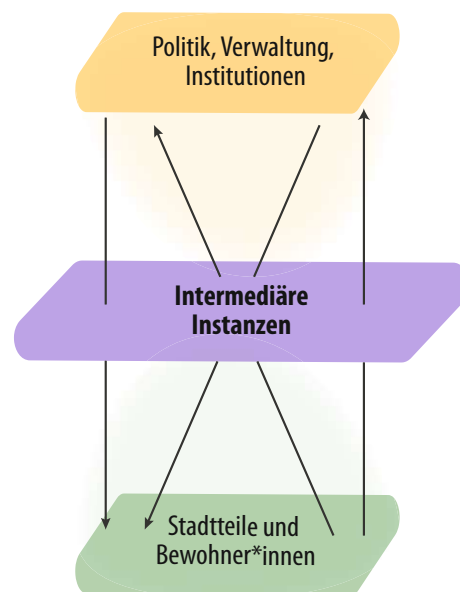 Politik, Verwaltung,
Institutionen
Intermediäre
Instanzen
Stadtteile und
Bewohner*innen